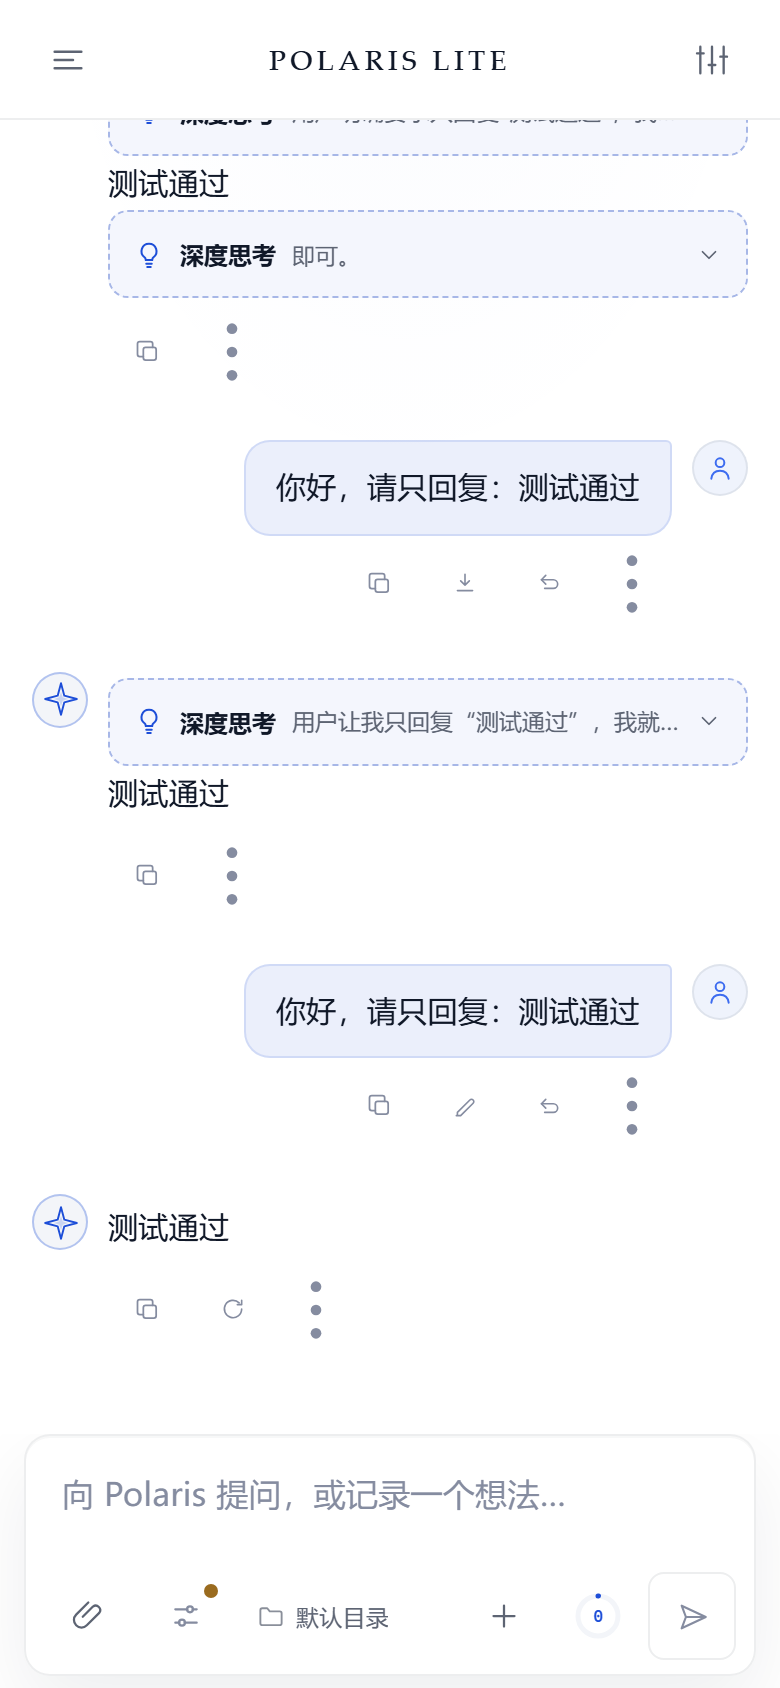 POLARIS LITE
测试通过
深度思考 即可。
你好，请只回复：测试通过
深度思考 用户让我只回复“测试通过”，我就...
测试通过
你好，请只回复：测试通过
测试通过
向 Polaris 提问，或记录一个想法...
默认目录
0